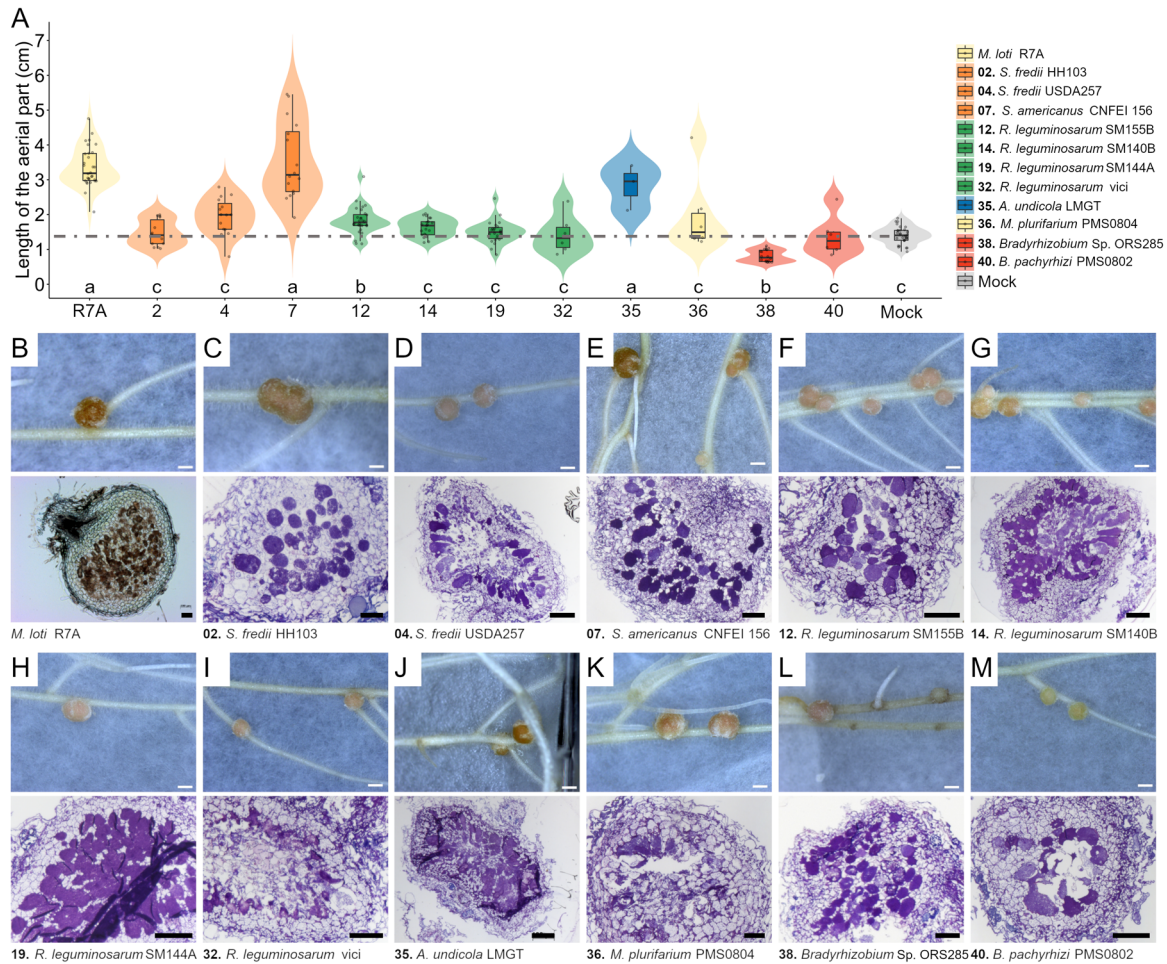 A
Length of the aerial part (cm)
7
6
5
4
3
2
1
0
a c c a b c c c a c b c c
R7A 2 4 7 12 14 19 32 35 36 38 40 Mock
M. loti R7A
02. S. fredii HH103
04. S. fredii USDA257
07. S. americanus CNFEI 156
12. R. leguminosarum SM155B
14. R. leguminosarum SM140B
19. R. leguminosarum SM144A
32. R. leguminosarum vici
35. A. undicola LMGT
36. M. plurifarium PMS0804
38. Bradyrhizobium Sp. ORS285
40. B. pachyrhizi PMS0802
Mock
B C D E F G
M. loti R7A 02. S. fredii HH103 04. S. fredii USDA257 07. S. americanus CNFEI 156 12. R. leguminosarum SM155B 14. R. leguminosarum SM140B
H I J K L M
19. R. leguminosarum SM144A 32. R. leguminosarum vici 35. A. undicola LMGT 36. M. plurifarium PMS0804 38. Bradyrhizobium Sp. ORS285 40. B. pachyrhizi PMS0802